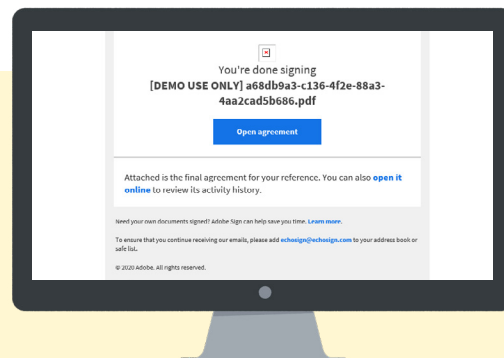 You're done signing
[DEMO USE ONLY] a68db9a3-c136-4f2e-88a3-
4aa2cad5b686.pdf
Open agreement
Attached is the final agreement for your reference. You can also open it
online to review its activity history.
Need your own documents signed? Adobe Sign can help save you time. Learn more.
To ensure that you continue receiving our emails, please add echosign@echosign.com to your address book or
safe list.
© 2020 Adobe. All rights reserved.